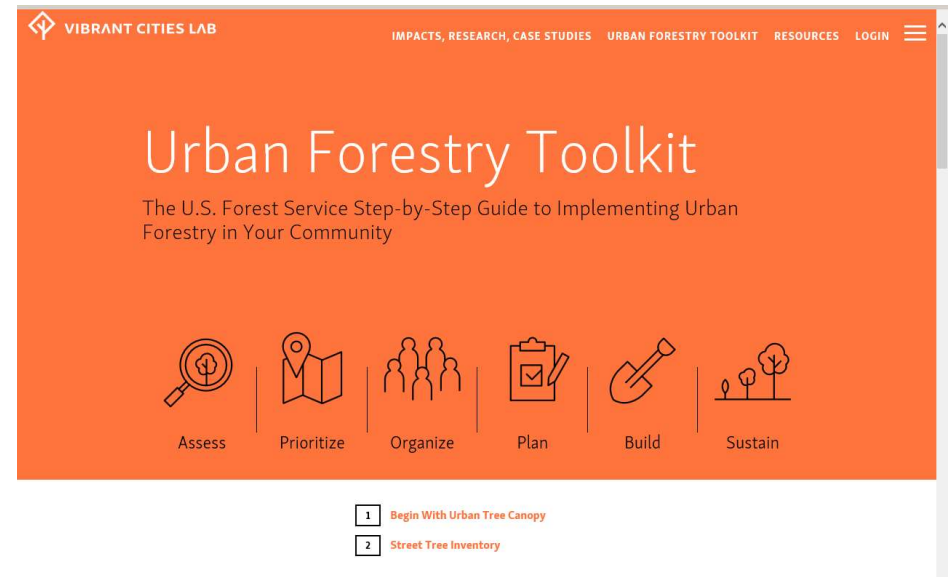 VIBRANT CITIES LAB
IMPACTS, RESEARCH, CASE STUDIES URBAN FORESTRY TOOLKIT RESOURCES LOGIN
Urban Forestry Toolkit
The U.S. Forest Service Step-by-Step Guide to Implementing Urban
Forestry in Your Community
Assess Prioritize Organize Plan Build Sustain
1 Begin With Urban Tree Canopy
2 Street Tree Inventory